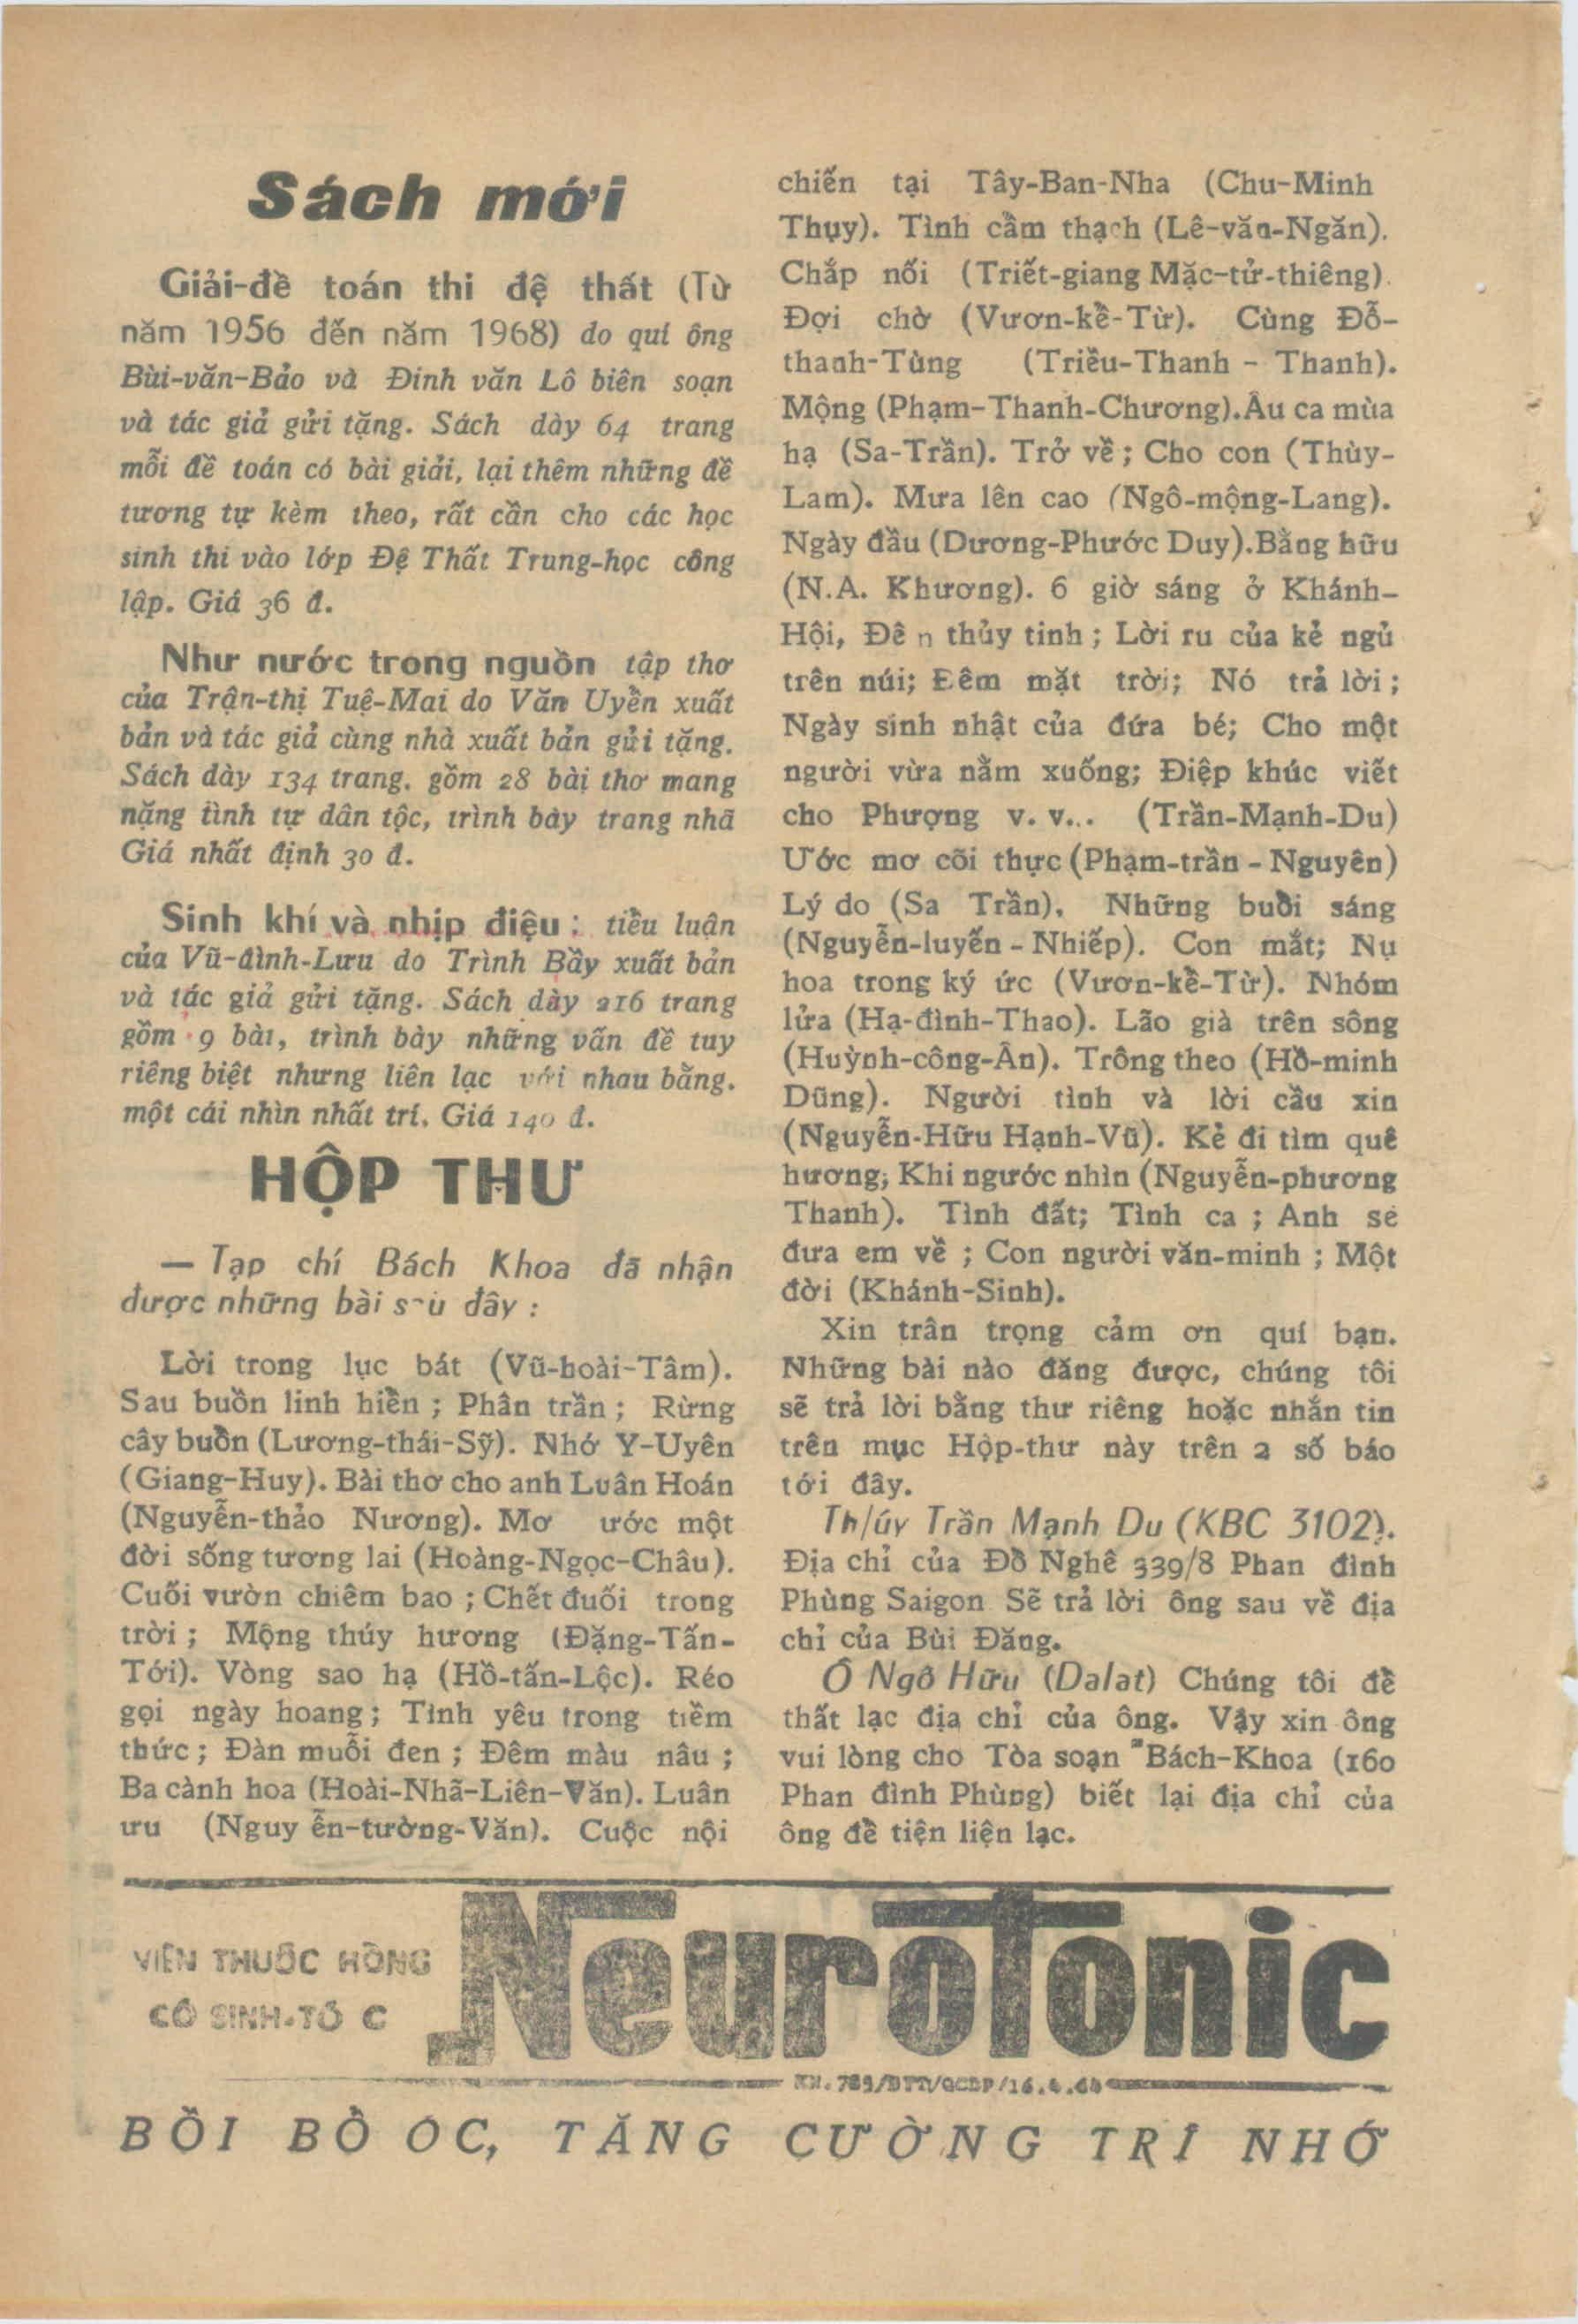 Sách mới
Giải-đề toán thi đệ thất (Từ
năm 1956 đến năm 1968) do quí ông
Bùi-văn-Bảo và Đinh văn Lô biên soạn
và tác giả gửi tặng. Sách dày 64 trang
mỗi đề toán có bài giải, lại thêm những đề
tương tự kèm theo, rất cần cho các học
sinh thi vào lớp Đệ Thất Trung-học công
lập. Giá 36 đ.
Như nước trong nguồn tập thơ
của Trận-thị Tuệ-Mai do Văn Uyển xuất
bản và tác giả cùng nhà xuất bản gửi tặng.
Sách dày 134 trang. gồm 28 bài thơ mang
nặng tình tự dân tộc, trình bày trang nhã
Giá nhất định 30 đ.
Sinh khí và nhịp điệu : tiểu luận
của Vũ-đình-Lưu do Trình Bầy xuất bản
và tác giả gửi tặng. Sách dày 216 trang
gồm 9 bài, trình bày những vấn đề tuy
riêng biệt nhưng liên lạc với nhau bằng.
một cái nhìn nhất trí. Giá 140 đ.
HỘP THƯ
— Tạp chí Bách Khoa đã nhận
được những bài sau đây :
Lời trong lục bát (Vũ-hoài-Tâm).
Sau buồn linh hiển ; Phân trần ; Rừng
cây buồn (Lương-thái-Sỹ). Nhớ Y-Uyên
(Giang-Huy). Bài thơ cho anh Luân Hoán
(Nguyễn-thảo Nương). Mơ ước một
đời sống tương lai (Hoàng-Ngọc-Châu).
Cuối vườn chiêm bao ; Chết đuối trong
trời ; Mộng thúy hương (Đặng-Tấn-
Tới). Vòng sao hạ (Hồ-tấn-Lộc). Réo
gọi ngày hoang ; Tình yêu trong tiềm
thức ; Đàn muỗi đen ; Đêm màu nâu ;
Ba cành hoa (Hoài-Nhã-Liên-Văn). Luân
ưu (Nguy ễn-tường-Văn). Cuộc nội
chiến tại Tây-Ban-Nha (Chu-Minh
Thụy). Tình cầm thạch (Lê-văn-Ngăn).
Chắp nối (Triết-giang Mặc-tử-thiêng).
Đợi chờ (Vươn-kề-Từ). Cùng Đỗ-
thanh-Tùng (Triều-Thanh - Thanh).
Mộng (Phạm-Thanh-Chương).Âu ca mùa
hạ (Sa-Trần). Trở về ; Cho con (Thùy-
Lam). Mưa lên cao (Ngô-mộng-Lang).
Ngày đầu (Dương-Phước Duy).Bằng hữu
(N.A. Khương). 6 giờ sáng ở Khánh-
Hội, Đê n thủy tinh ; Lời ru của kẻ ngủ
trên núi; Đêm mặt trời; Nó trả lời ;
Ngày sinh nhật của đứa bé; Cho một
người vừa nằm xuống; Điệp khúc viết
cho Phượng v. v... (Trần-Mạnh-Du)
Ước mơ cõi thực (Phạm-trần - Nguyên)
Lý do (Sa Trần), Những buổi sáng
(Nguyễn-luyến - Nhiếp). Con mắt; Nụ
hoa trong ký ức (Vươn-kề-Từ). Nhóm
lửa (Hạ-đình-Thao). Lão già trên sông
(Huỳnh-công-Ân). Trông theo (Hồ-minh
Dũng). Người tình và lời cầu xin
(Nguyễn-Hữu Hạnh-Vũ). Kẻ đi tìm quê
hương; Khi ngước nhìn (Nguyễn-phương
Thanh). Tình đất; Tình ca ; Anh sẻ
đưa em về ; Con người văn-minh ; Một
đời (Khánh-Sinh).
Xin trân trọng cảm ơn quí bạn.
Những bài nào đăng được, chúng tôi
sẽ trả lời bằng thư riêng hoặc nhắn tin
trên mục Hộp-thư này trên 2 số báo
tới đây.
Th/úy Trần Mạnh Du (KBC 3102).
Địa chỉ của Đồ Nghê 339/8 Phan đình
Phùng Saigon Sẽ trả lời ông sau về địa
chỉ của Bùi Đăng.
Ô Ngô Hữu (Dalat) Chúng tôi để
thất lạc địa chỉ của ông. Vậy xin ông
vui lòng cho Tòa soạn Bách-Khoa (160
Phan đình Phùng) biết lại địa chỉ của
ông để tiện liện lạc.
VIÊN THUỐC HỒNG
CÓ SINH-TỐ C
NeuroTonic
BỒI BỔ ÓC, TĂNG CƯỜNG TRÍ NHỚ